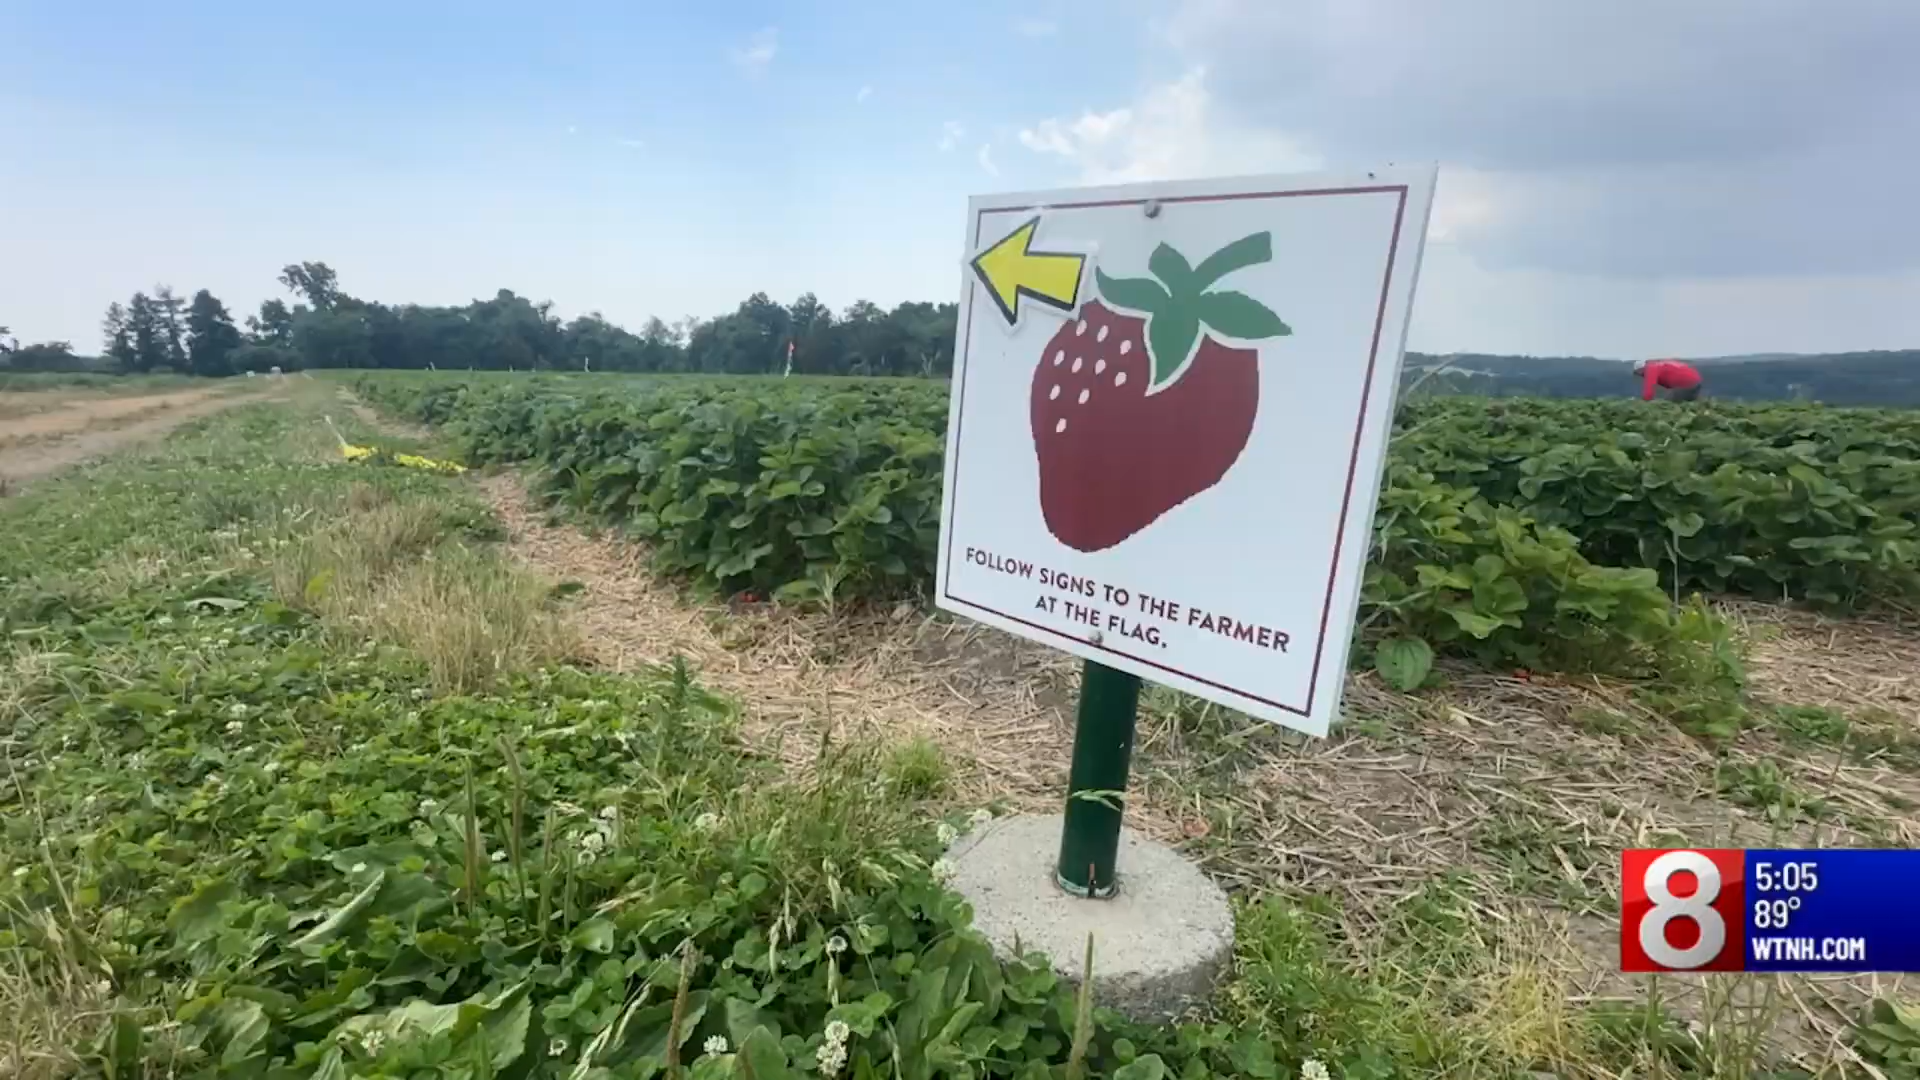 FOLLOW SIGNS TO THE FARMER
AT THE FLAG.
8
5:05
89°
WTNH.COM